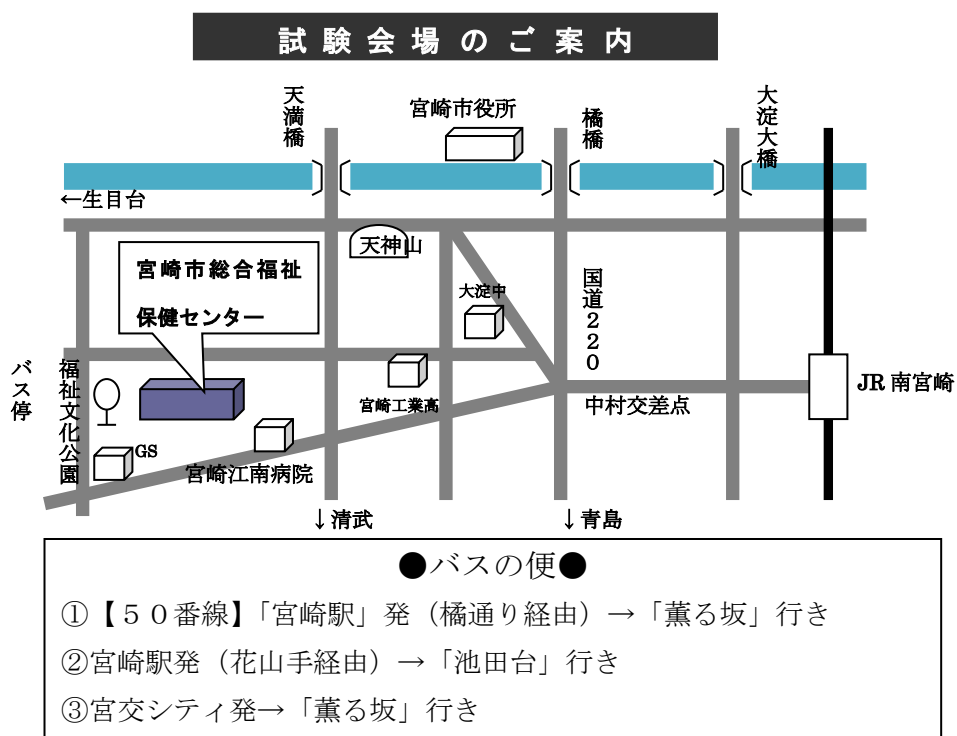 試験会場のご案内
天満橋
宮崎市役所
橘橋
大淀大橋
←生目台
天神山
宮崎市総合福祉
保健センター
大淀中
国道２２０
バス停
福祉文化公園
宮崎工業高
JR 南宮崎
中村交差点
GS
宮崎江南病院
↓清武
↓青島
●バスの便●
①【５０番線】「宮崎駅」発（橘通り経由）→「薫る坂」行き
②宮崎駅発（花山手経由）→「池田台」行き
③宮交シティ発→「薫る坂」行き